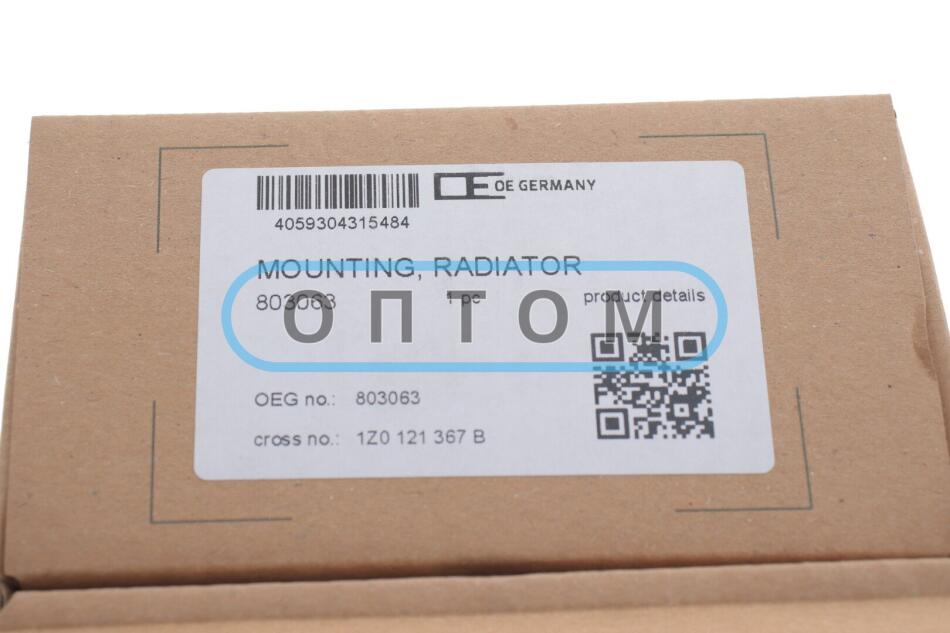 OE OE GERMANY
4059304315484
MOUNTING, RADIATOR
803063 1 pc product details
ОПТОМ
OEG no.: 803063
cross no.: 1Z0 121 367 B